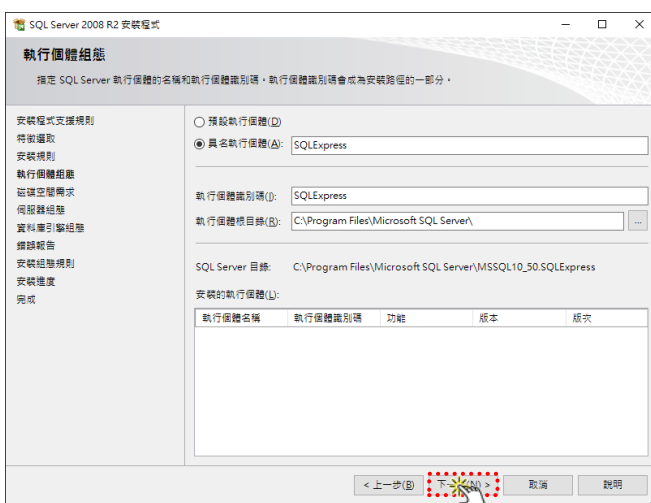 SQL Server 2008 R2 安裝程式
執行個體組態
指定 SQL Server 執行個體的名稱和執行個體識別碼。執行個體識別碼會成為安裝路徑的一部分。
安裝程式支援規則
特徵選取
安裝規則
執行個體組態
磁碟空間需求
伺服器組態
資料庫引擎組態
錯誤報告
安裝組態規則
安裝進度
完成
預設執行個體(D)
具名執行個體(A): SQLExpress
執行個體識別碼(I): SQLExpress
執行個體根目錄(R): C:\Program Files\Microsoft SQL Server\ ...
SQL Server 目錄: C:\Program Files\Microsoft SQL Server\MSSQL10_50.SQLExpress
安裝的執行個體(L):
執行個體名稱 執行個體識別碼 功能 版本 版次
< 上一步(B) 下一(N) > 取消 說明